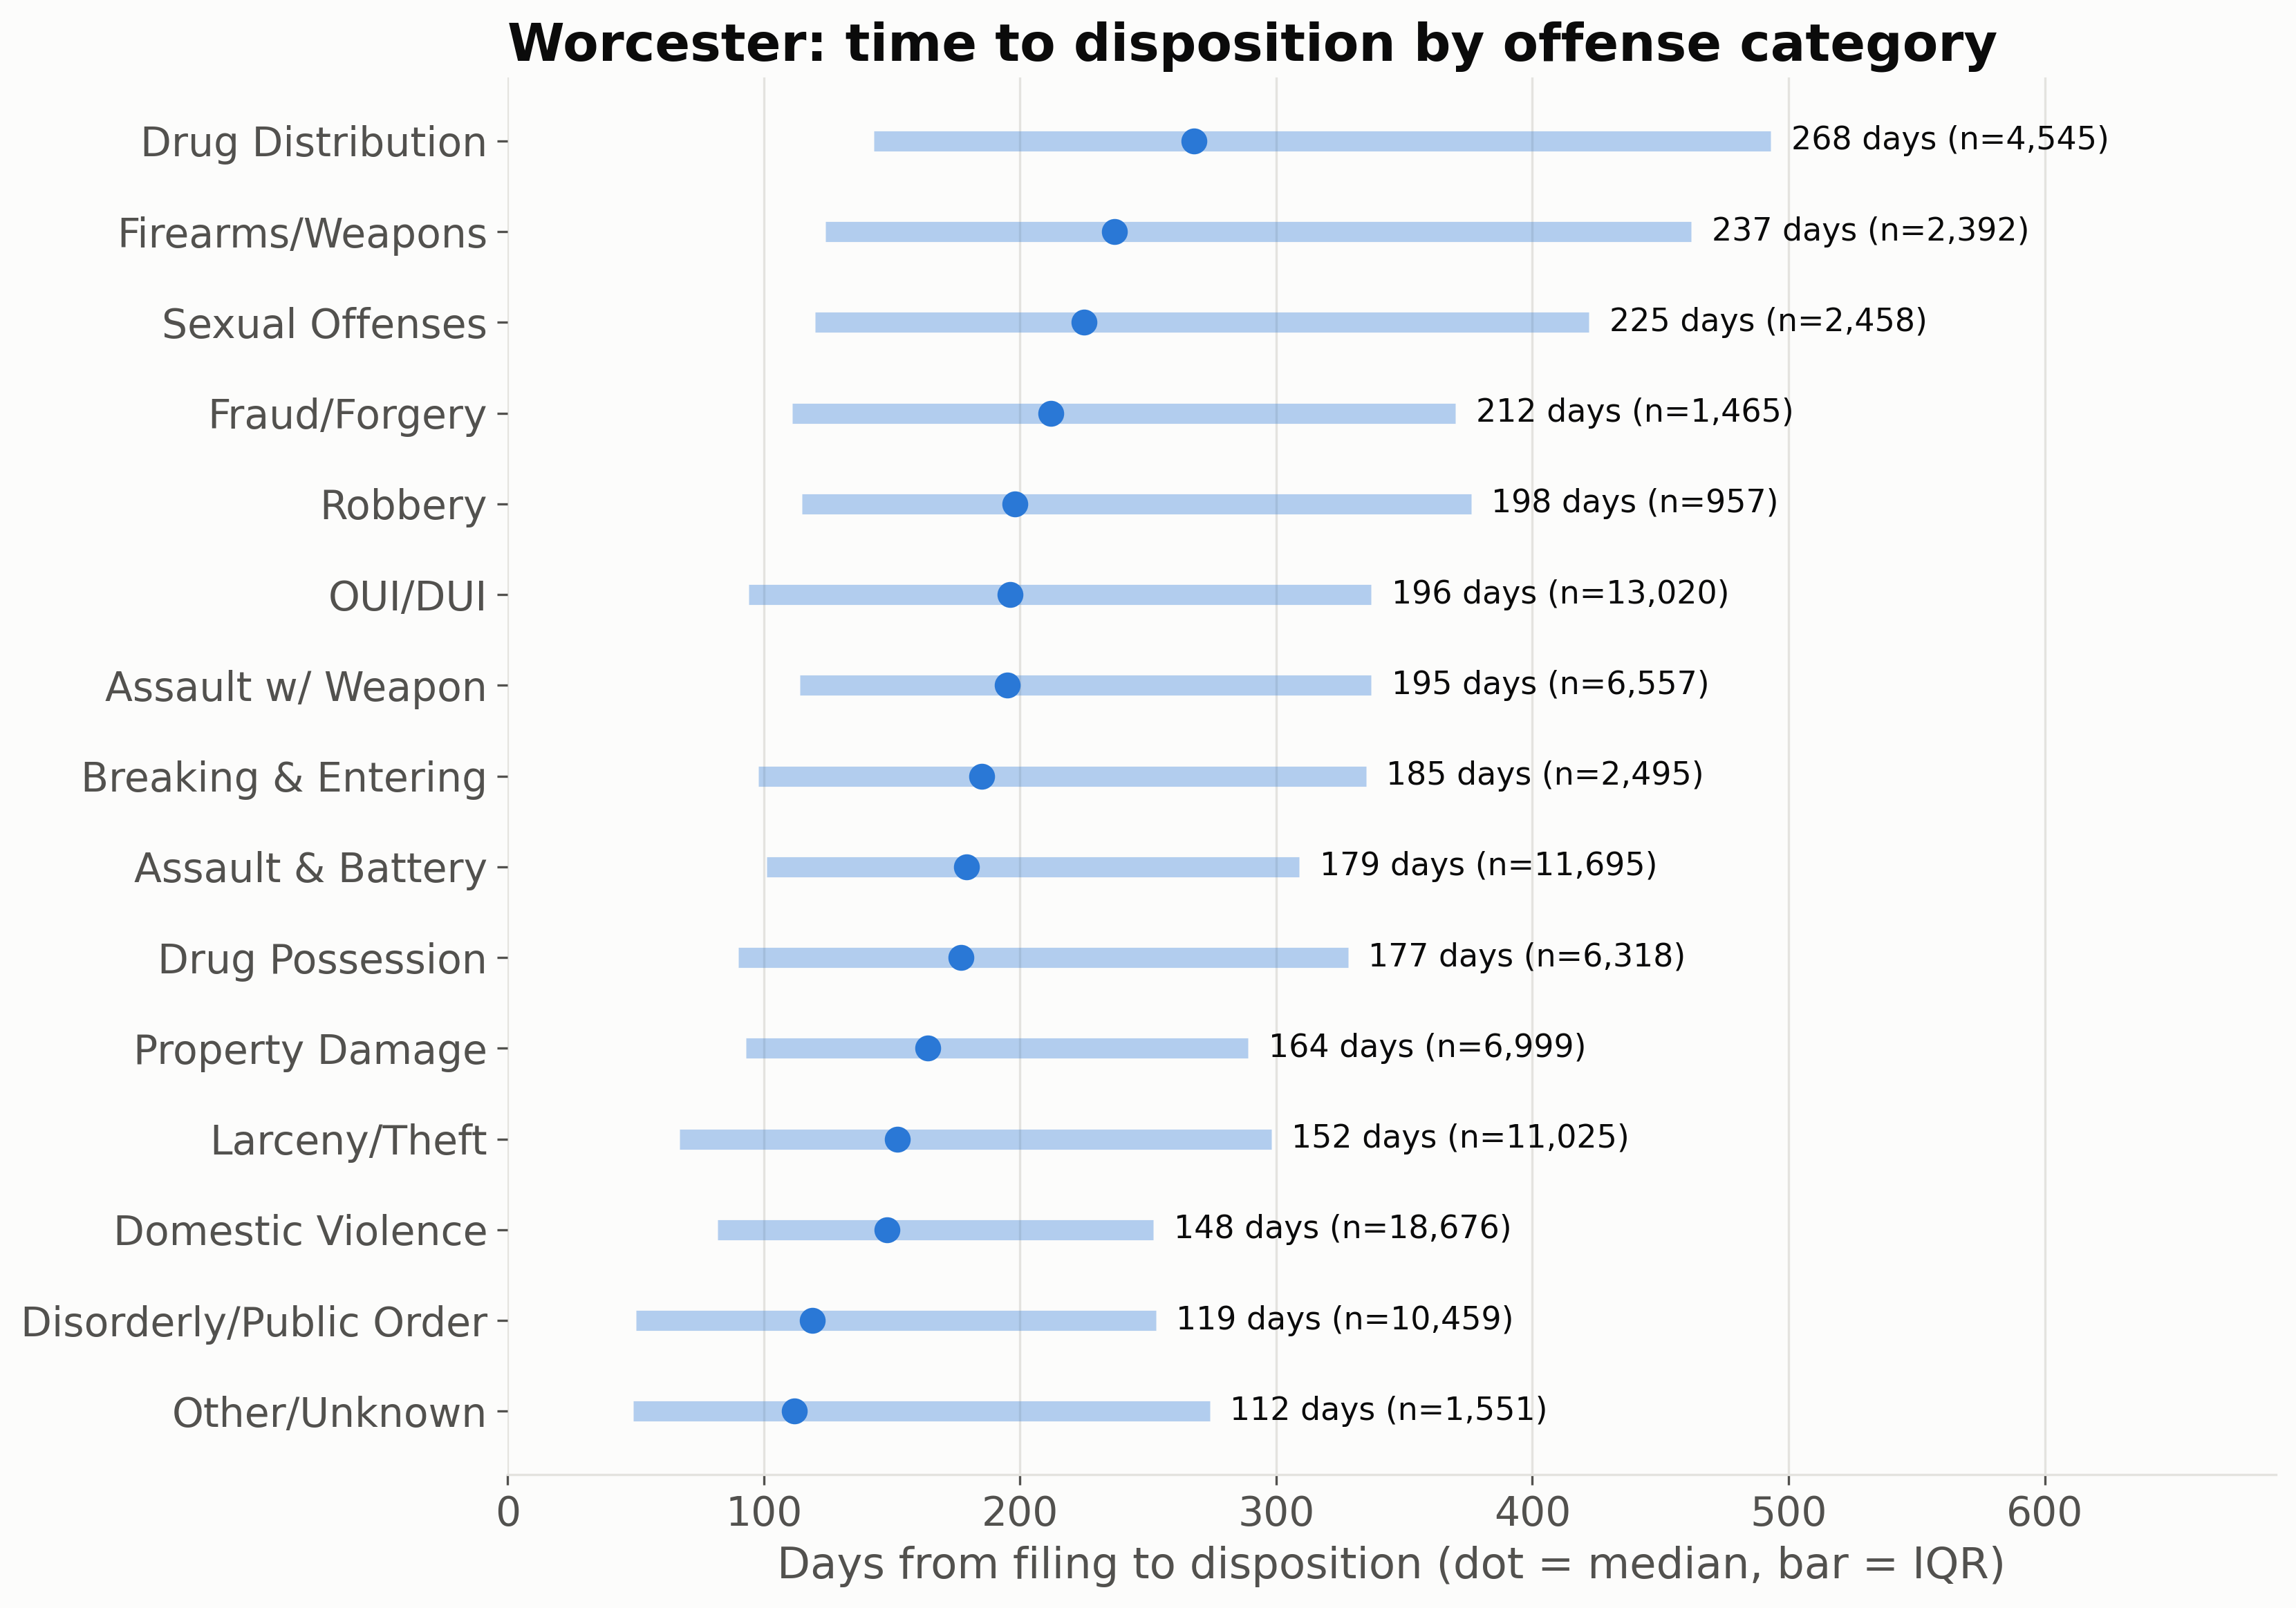 Worcester: time to disposition by offense category
Drug Distribution 268 days (n=4,545)
Firearms/Weapons 237 days (n=2,392)
Sexual Offenses 225 days (n=2,458)
Fraud/Forgery 212 days (n=1,465)
Robbery 198 days (n=957)
OUI/DUI 196 days (n=13,020)
Assault w/ Weapon 195 days (n=6,557)
Breaking & Entering 185 days (n=2,495)
Assault & Battery 179 days (n=11,695)
Drug Possession 177 days (n=6,318)
Property Damage 164 days (n=6,999)
Larceny/Theft 152 days (n=11,025)
Domestic Violence 148 days (n=18,676)
Disorderly/Public Order 119 days (n=10,459)
Other/Unknown 112 days (n=1,551)
0 100 200 300 400 500 600
Days from filing to disposition (dot = median, bar = IQR)